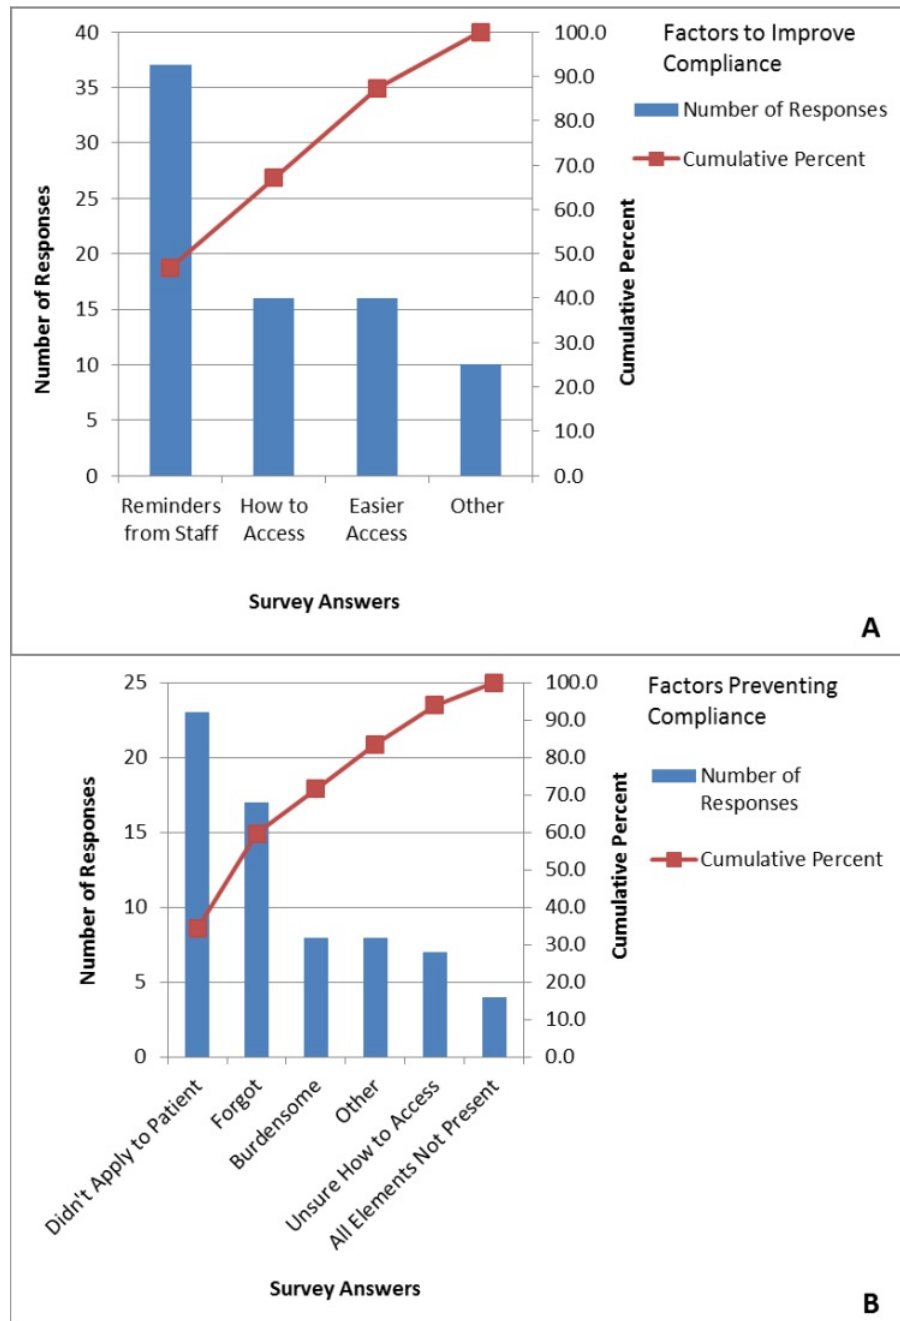 40
35
30
25
20
15
10
5
0
Number of Responses
100.0
90.0
80.0
70.0
60.0
50.0
40.0
30.0
20.0
10.0
0.0
Cumulative Percent
Factors to Improve
Compliance
Number of Responses
Cumulative Percent
Reminders
from Staff
How to
Access
Easier
Access
Other
Survey Answers
A
25
20
15
10
5
0
Number of Responses
100.0
90.0
80.0
70.0
60.0
50.0
40.0
30.0
20.0
10.0
0.0
Cumulative Percent
Factors Preventing
Compliance
Number of
Responses
Cumulative Percent
Didn't Apply to Patient
Forgot
Burdensome
Other
Unsure How to Access
All Elements Not Present
Survey Answers
B